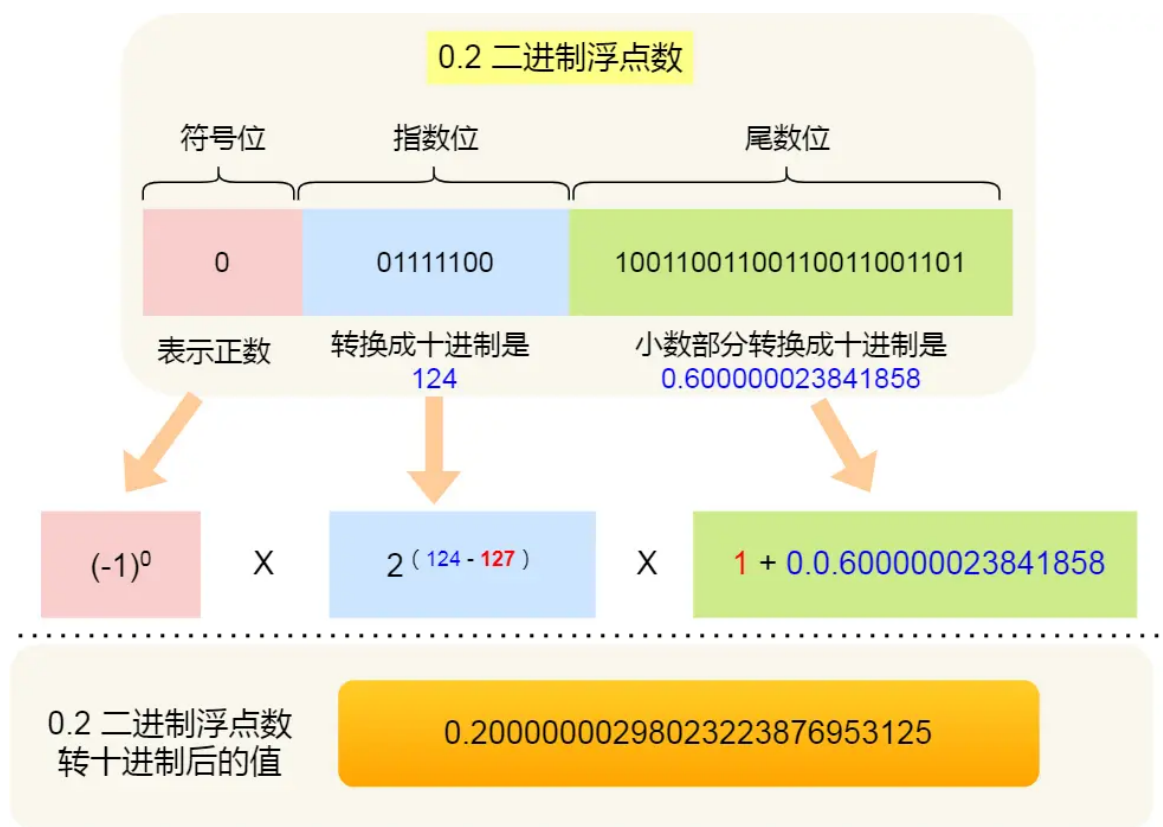 0.2 二进制浮点数
符号位
指数位
尾数位
0
01111100
10011001100110011001101
表示正数
转换成十进制是
124
小数部分转换成十进制是
0.600000023841858
(-1)⁰
X
2（124 - 127）
X
1 + 0.0.600000023841858
0.2 二进制浮点数
转十进制后的值
0.20000000298023223876953125